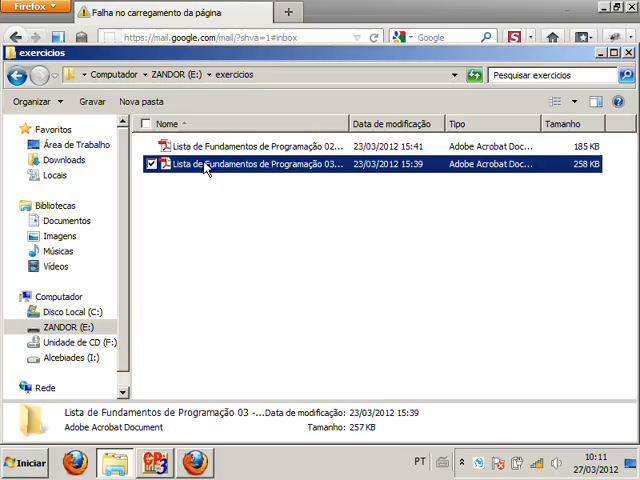 Firefox
Falha no carregamento da página
https://mail.google.com/mail/?shva=1#inbox
Google
exercicios
Computador
ZANDOR (E:)
exercicios
Pesquisar exercicios
Organizar
Gravar
Nova pasta
Favoritos
Área de Trabalho
Downloads
Locais
Bibliotecas
Documentos
Imagens
Músicas
Vídeos
Computador
Disco Local (C:)
ZANDOR (E:)
Unidade de CD (F:)
Alcebiades (I:)
Rede
Nome
Data de modificação
Tipo
Tamanho
Lista de Fundamentos de Programação 02...
23/03/2012 15:41
Adobe Acrobat Doc...
185 KB
Lista de Fundamentos de Programação 03...
23/03/2012 15:39
Adobe Acrobat Doc...
258 KB
Lista de Fundamentos de Programação 03 -...
Data de modificação: 23/03/2012 15:39
Adobe Acrobat Document
Tamanho: 257 KB
Iniciar
PT
10:11
27/03/2012